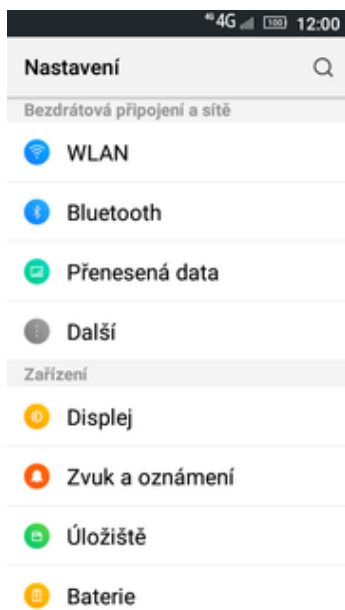 4G 100 12:00
Nastavení
Bezdrátová připojení a sítě
WLAN
Bluetooth
Přenesená data
Další
Zařízení
Displej
Zvuk a oznámení
Úložiště
Baterie